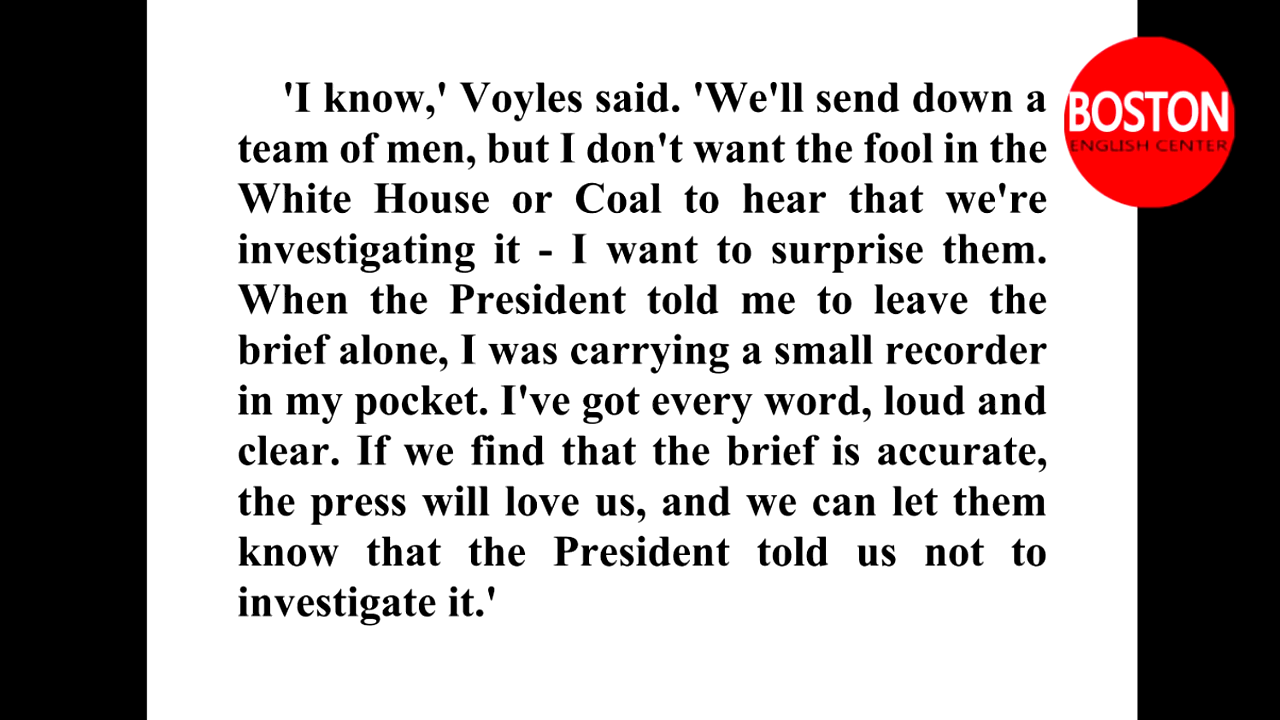 'I know,' Voyles said. 'We'll send down a
team of men, but I don't want the fool in the
White House or Coal to hear that we're
investigating it - I want to surprise them.
When the President told me to leave the
brief alone, I was carrying a small recorder
in my pocket. I've got every word, loud and
clear. If we find that the brief is accurate,
the press will love us, and we can let them
know that the President told us not to
investigate it.'
BOSTON
ENGLISH CENTER